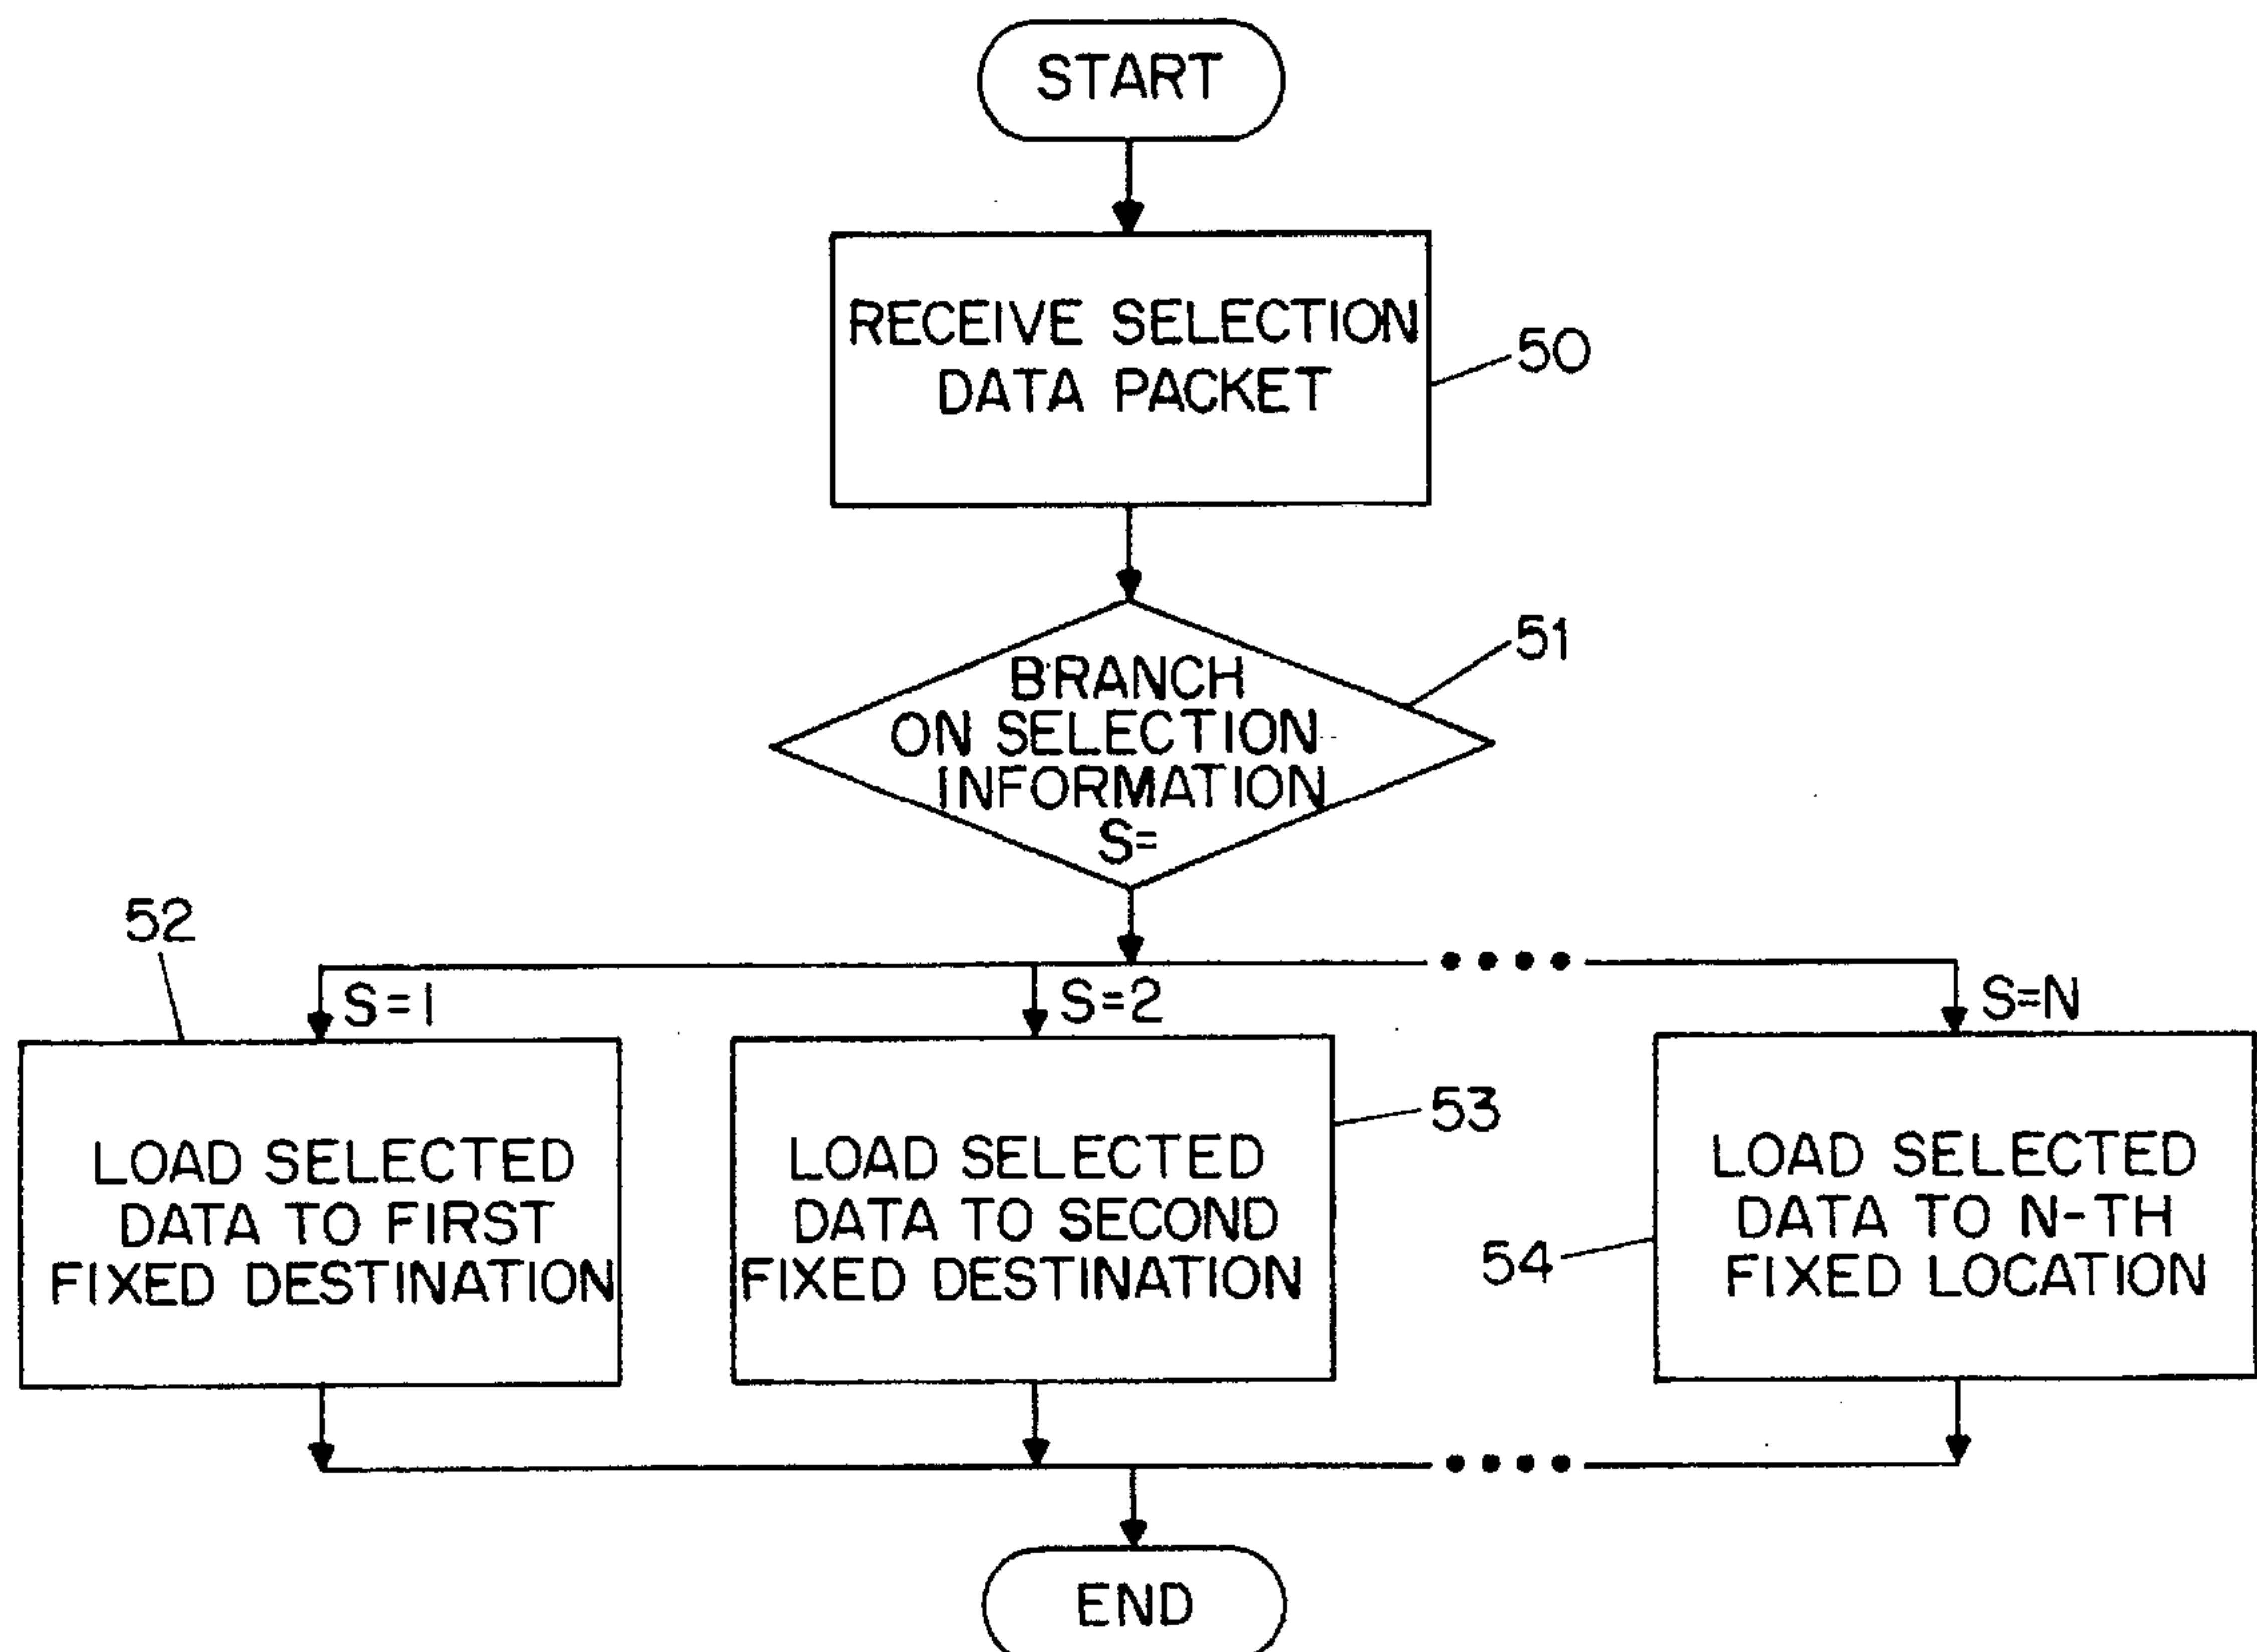 START
RECEIVE SELECTION
DATA PACKET
50
BRANCH
ON SELECTION
INFORMATION
S=
51
52
S=1
S=2
S=N
LOAD SELECTED
DATA TO FIRST
FIXED DESTINATION
LOAD SELECTED
DATA TO SECOND
FIXED DESTINATION
53
54
LOAD SELECTED
DATA TO N-TH
FIXED LOCATION
END